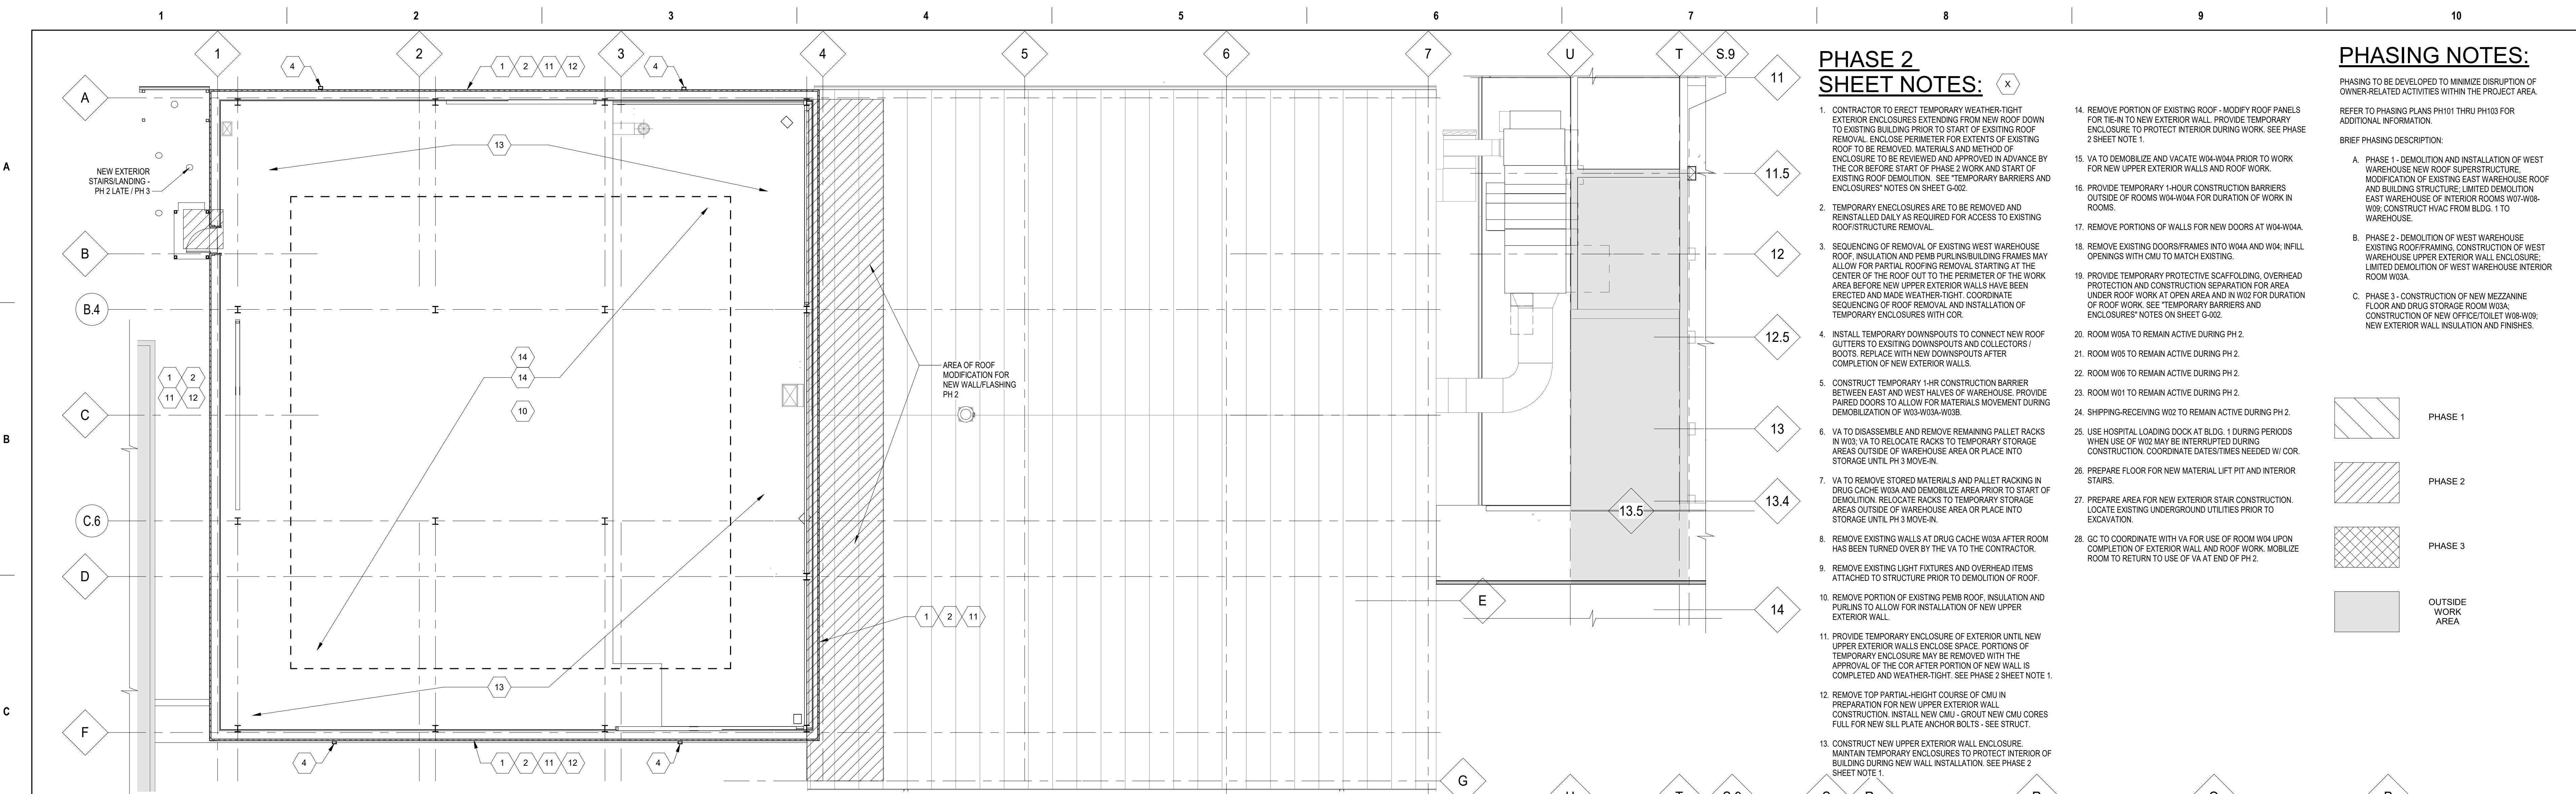 1 2 3 4 5 6 7 8 9 10
A
B
C
1 2 3 4 5 6 7 U T S.9
A
B
B.4
C
C.6
D
F
4
1 2 11 12
4
13
NEW EXTERIOR
STAIRS/LANDING -
PH 2 LATE / PH 3
14
14
10
1 2
11 12
AREA OF ROOF
MODIFICATION FOR
NEW WALL/FLASHING
PH 2
1 2 11
13
4
1 2 11 12
4
11
11.5
12
12.5
13
13.4
13.5
14
E
G
U T S.9 S R R Q P
PHASE 2
SHEET NOTES: X
1. CONTRACTOR TO ERECT TEMPORARY WEATHER-TIGHT
EXTERIOR ENCLOSURES EXTENDING FROM NEW ROOF DOWN
TO EXISTING BUILDING PRIOR TO START OF EXSITING ROOF
REMOVAL. ENCLOSE PERIMETER FOR EXTENTS OF EXISTING
ROOF TO BE REMOVED. MATERIALS AND METHOD OF
ENCLOSURE TO BE REVIEWED AND APPROVED IN ADVANCE BY
THE COR BEFORE START OF PHASE 2 WORK AND START OF
EXISTING ROOF DEMOLITION. SEE "TEMPORARY BARRIERS AND
ENCLOSURES" NOTES ON SHEET G-002.
2. TEMPORARY ENECLOSURES ARE TO BE REMOVED AND
REINSTALLED DAILY AS REQUIRED FOR ACCESS TO EXISTING
ROOF/STRUCTURE REMOVAL.
3. SEQUENCING OF REMOVAL OF EXISTING WEST WAREHOUSE
ROOF, INSULATION AND PEMB PURLINS/BUILDING FRAMES MAY
ALLOW FOR PARTIAL ROOFING REMOVAL STARTING AT THE
CENTER OF THE ROOF OUT TO THE PERIMETER OF THE WORK
AREA BEFORE NEW UPPER EXTERIOR WALLS HAVE BEEN
ERECTED AND MADE WEATHER-TIGHT. COORDINATE
SEQUENCING OF ROOF REMOVAL AND INSTALLATION OF
TEMPORARY ENCLOSURES WITH COR.
4. INSTALL TEMPORARY DOWNSPOUTS TO CONNECT NEW ROOF
GUTTERS TO EXSITING DOWNSPOUTS AND COLLECTORS /
BOOTS. REPLACE WITH NEW DOWNSPOUTS AFTER
COMPLETION OF NEW EXTERIOR WALLS.
5. CONSTRUCT TEMPORARY 1-HR CONSTRUCTION BARRIER
BETWEEN EAST AND WEST HALVES OF WAREHOUSE. PROVIDE
PAIRED DOORS TO ALLOW FOR MATERIALS MOVEMENT DURING
DEMOBILIZATION OF W03-W03A-W03B.
6. VA TO DISASSEMBLE AND REMOVE REMAINING PALLET RACKS
IN W03; VA TO RELOCATE RACKS TO TEMPORARY STORAGE
AREAS OUTSIDE OF WAREHOUSE AREA OR PLACE INTO
STORAGE UNTIL PH 3 MOVE-IN.
7. VA TO REMOVE STORED MATERIALS AND PALLET RACKING IN
DRUG CACHE W03A AND DEMOBILIZE AREA PRIOR TO START OF
DEMOLITION. RELOCATE RACKS TO TEMPORARY STORAGE
AREAS OUTSIDE OF WAREHOUSE AREA OR PLACE INTO
STORAGE UNTIL PH 3 MOVE-IN.
8. REMOVE EXISTING WALLS AT DRUG CACHE W03A AFTER ROOM
HAS BEEN TURNED OVER BY THE VA TO THE CONTRACTOR.
9. REMOVE EXISTING LIGHT FIXTURES AND OVERHEAD ITEMS
ATTACHED TO STRUCTURE PRIOR TO DEMOLITION OF ROOF.
10. REMOVE PORTION OF EXISTING PEMB ROOF, INSULATION AND
PURLINS TO ALLOW FOR INSTALLATION OF NEW UPPER
EXTERIOR WALL.
11. PROVIDE TEMPORARY ENCLOSURE OF EXTERIOR UNTIL NEW
UPPER EXTERIOR WALLS ENCLOSE SPACE. PORTIONS OF
TEMPORARY ENCLOSURE MAY BE REMOVED WITH THE
APPROVAL OF THE COR AFTER PORTION OF NEW WALL IS
COMPLETED AND WEATHER-TIGHT. SEE PHASE 2 SHEET NOTE 1.
12. REMOVE TOP PARTIAL-HEIGHT COURSE OF CMU IN
PREPARATION FOR NEW UPPER EXTERIOR WALL
CONSTRUCTION. INSTALL NEW CMU - GROUT NEW CMU CORES
FULL FOR NEW SILL PLATE ANCHOR BOLTS - SEE STRUCT.
13. CONSTRUCT NEW UPPER EXTERIOR WALL ENCLOSURE.
MAINTAIN TEMPORARY ENCLOSURES TO PROTECT INTERIOR OF
BUILDING DURING NEW WALL INSTALLATION. SEE PHASE 2
SHEET NOTE 1.
14. REMOVE PORTION OF EXISTING ROOF - MODIFY ROOF PANELS
FOR TIE-IN TO NEW EXTERIOR WALL. PROVIDE TEMPORARY
ENCLOSURE TO PROTECT INTERIOR DURING WORK. SEE PHASE
2 SHEET NOTE 1.
15. VA TO DEMOBILIZE AND VACATE W04-W04A PRIOR TO WORK
FOR NEW UPPER EXTERIOR WALLS AND ROOF WORK.
16. PROVIDE TEMPORARY 1-HOUR CONSTRUCTION BARRIERS
OUTSIDE OF ROOMS W04-W04A FOR DURATION OF WORK IN
ROOMS.
17. REMOVE PORTIONS OF WALLS FOR NEW DOORS AT W04-W04A.
18. REMOVE EXISTING DOORS/FRAMES INTO W04A AND W04; INFILL
OPENINGS WITH CMU TO MATCH EXISTING.
19. PROVIDE TEMPORARY PROTECTIVE SCAFFOLDING, OVERHEAD
PROTECTION AND CONSTRUCTION SEPARATION FOR AREA
UNDER ROOF WORK AT OPEN AREA AND IN W02 FOR DURATION
OF ROOF WORK. SEE "TEMPORARY BARRIERS AND
ENCLOSURES" NOTES ON SHEET G-002.
20. ROOM W05A TO REMAIN ACTIVE DURING PH 2.
21. ROOM W05 TO REMAIN ACTIVE DURING PH 2.
22. ROOM W06 TO REMAIN ACTIVE DURING PH 2.
23. ROOM W01 TO REMAIN ACTIVE DURING PH 2.
24. SHIPPING-RECEIVING W02 TO REMAIN ACTIVE DURING PH 2.
25. USE HOSPITAL LOADING DOCK AT BLDG. 1 DURING PERIODS
WHEN USE OF W02 MAY BE INTERRUPTED DURING
CONSTRUCTION. COORDINATE DATES/TIMES NEEDED W/ COR.
26. PREPARE FLOOR FOR NEW MATERIAL LIFT PIT AND INTERIOR
STAIRS.
27. PREPARE AREA FOR NEW EXTERIOR STAIR CONSTRUCTION.
LOCATE EXISTING UNDERGROUND UTILITIES PRIOR TO
EXCAVATION.
28. GC TO COORDINATE WITH VA FOR USE OF ROOM W04 UPON
COMPLETION OF EXTERIOR WALL AND ROOF WORK. MOBILIZE
ROOM TO RETURN TO USE OF VA AT END OF PH 2.
PHASING NOTES:
PHASING TO BE DEVELOPED TO MINIMIZE DISRUPTION OF
OWNER-RELATED ACTIVITIES WITHIN THE PROJECT AREA.
REFER TO PHASING PLANS PH101 THRU PH103 FOR
ADDITIONAL INFORMATION.
BRIEF PHASING DESCRIPTION:
A. PHASE 1 - DEMOLITION AND INSTALLATION OF WEST
WAREHOUSE NEW ROOF SUPERSTRUCTURE,
MODIFICATION OF EXISTING EAST WAREHOUSE ROOF
AND BUILDING STRUCTURE; LIMITED DEMOLITION
EAST WAREHOUSE OF INTERIOR ROOMS W07-W08-
W09; CONSTRUCT HVAC FROM BLDG. 1 TO
WAREHOUSE.
B. PHASE 2 - DEMOLITION OF WEST WAREHOUSE
EXISTING ROOF/FRAMING, CONSTRUCTION OF WEST
WAREHOUSE UPPER EXTERIOR WALL ENCLOSURE;
LIMITED DEMOLITION OF WEST WAREHOUSE INTERIOR
ROOM W03A.
C. PHASE 3 - CONSTRUCTION OF NEW MEZZANINE
FLOOR AND DRUG STORAGE ROOM W03A;
CONSTRUCTION OF NEW OFFICE/TOILET W08-W09;
NEW EXTERIOR WALL INSULATION AND FINISHES.
PHASE 1
PHASE 2
PHASE 3
OUTSIDE
WORK
AREA